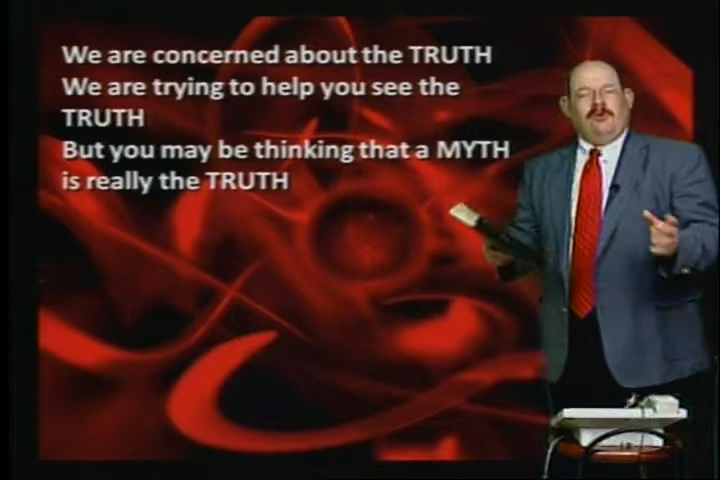 We are concerned about the TRUTH
We are trying to help you see the
TRUTH
But you may be thinking that a MYTH
is really the TRUTH